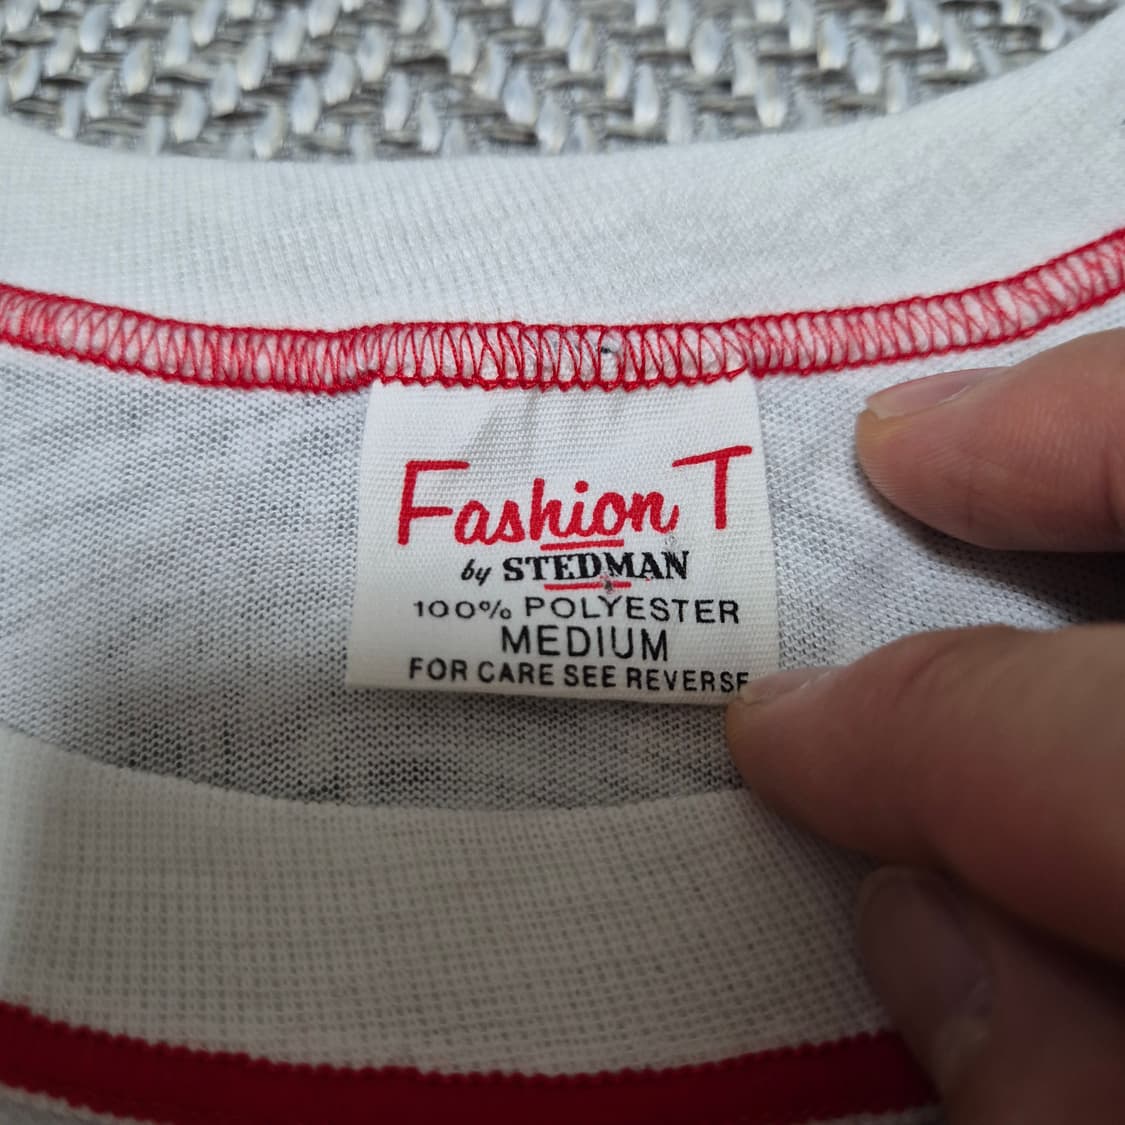 Fashion T
by STEDMAN
100% POLYESTER
MEDIUM
FOR CARE SEE REVERSE